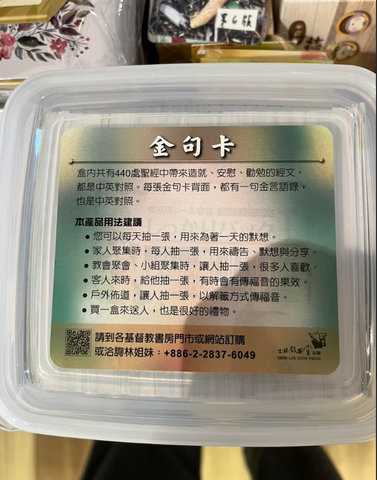 金句卡
盒內共有440處聖經中帶來造就、安慰、勸勉的經文。
都是中英對照。每張金句卡背面，都有一句金言語錄，
也是中英對照。
本產品用法建議
●您可以每天抽一張，用來為著一天的默想。
●家人聚集時，每人抽一張，用來禱告、默想與分享。
●教會聚會、小組聚集時，讓人抽一張，很多人喜歡。
●客人來時，給他抽一張，有時會有傳福音的果效。
●戶外佈道，讓人抽一張，以解籤方式傳福音。
●買一盒來送人，也是很好的禮物。
請到各基督教書房門市或網站訂購
或洽詢林姐妹：+886-2-2837-6049